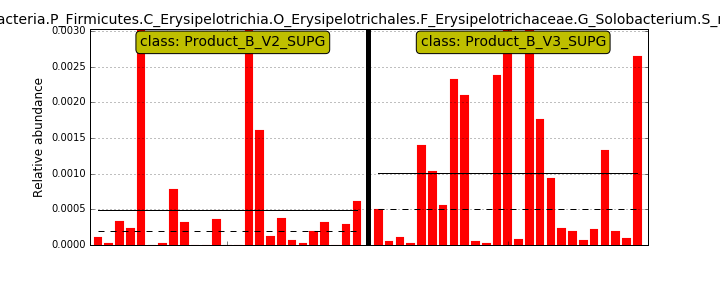 acteria.P_Firmicutes.C_Erysipelotrichia.O_Erysipelotrichales.F_Erysipelotrichaceae.G_Solobacterium.S_
class: Product_B_V2_SUPG
class: Product_B_V3_SUPG
Relative abundance
0.0030
0.0025
0.0020
0.0015
0.0010
0.0005
0.0000